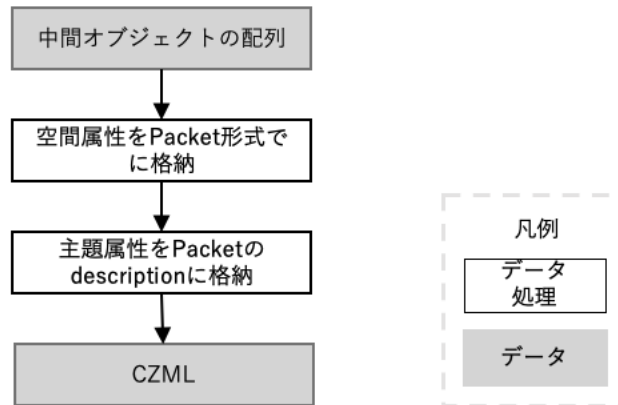 中間オブジェクトの配列
空間属性をPacket形式で
に格納
主題属性をPacketの
descriptionに格納
CZML
凡例
データ
処理
データ